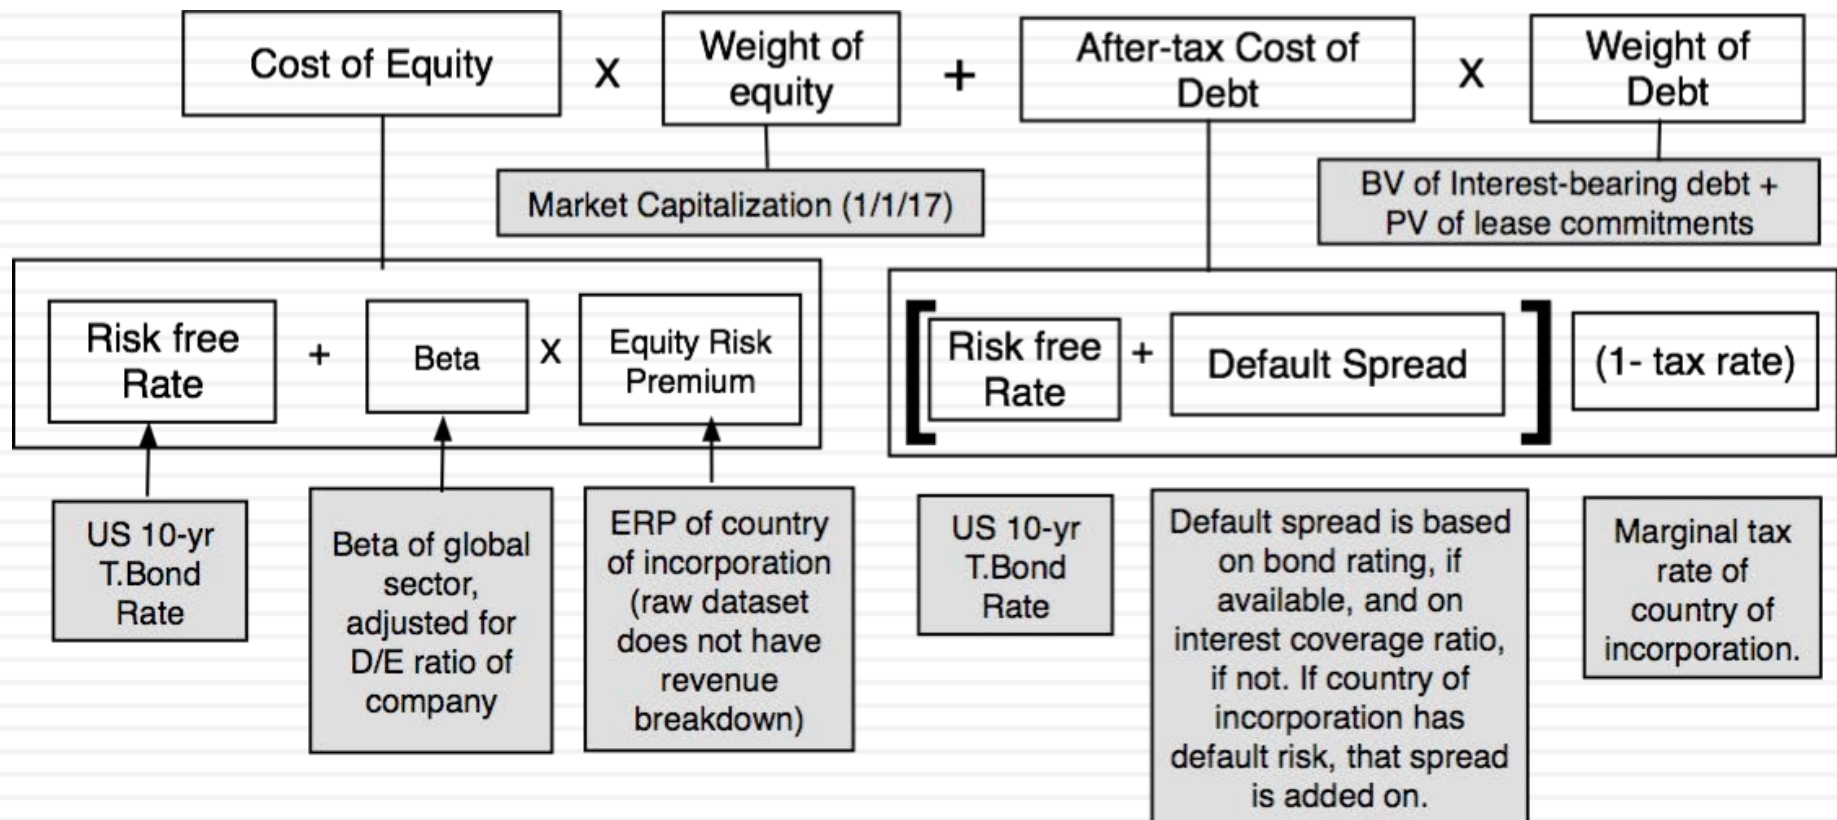 Cost of Equity
X
Weight of
equity
+
After-tax Cost of
Debt
X
Weight of
Debt
Market Capitalization (1/1/17)
BV of Interest-bearing debt +
PV of lease commitments
Risk free
Rate
+
Beta
X
Equity Risk
Premium
[
Risk free
Rate
+
Default Spread
]
(1- tax rate)
US 10-yr
T.Bond
Rate
Beta of global
sector,
adjusted for
D/E ratio of
company
ERP of country
of incorporation
(raw dataset
does not have
revenue
breakdown)
US 10-yr
T.Bond
Rate
Default spread is based
on bond rating, if
available, and on
interest coverage ratio,
if not. If country of
incorporation has
default risk, that spread
is added on.
Marginal tax
rate of
country of
incorporation.